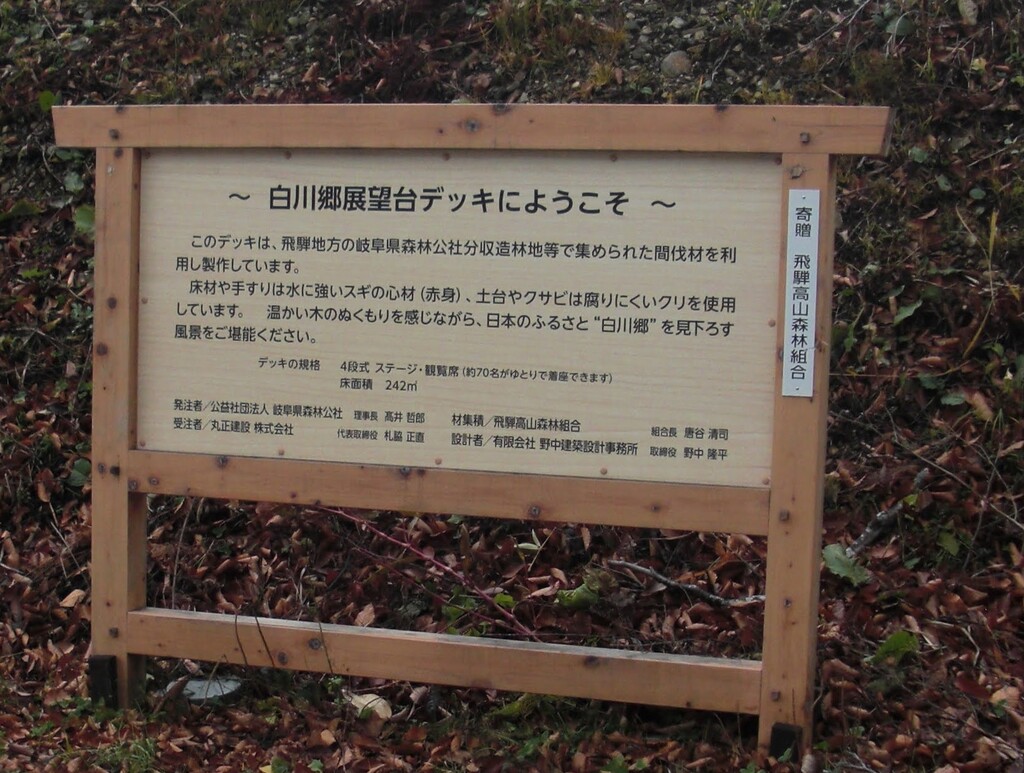 ～ 白川郷展望台デッキにようこそ ～
このデッキは、飛騨地方の岐阜県森林公社分収造林地等で集められた間伐材を利
用し製作しています。
床材や手すりは水に強いスギの心材（赤身）、土台やクサビは腐りにくいクリを使用
しています。 温かい木のぬくもりを感じながら、日本のふるさと“白川郷”を見下ろす
風景をご堪能ください。
デッキの規格 4段式 ステージ・観覧席（約70名がゆとりで着座できます）
床面積 242㎡
発注者／公益社団法人 岐阜県森林公社 理事長 髙井 哲郎
受注者／丸正建設 株式会社 代表取締役 札脇 正直
材集積／飛騨高山森林組合 組合長 唐谷 清司
設計者／有限会社 野中建築設計事務所 取締役 野中 隆平
寄贈 飛騨高山森林組合